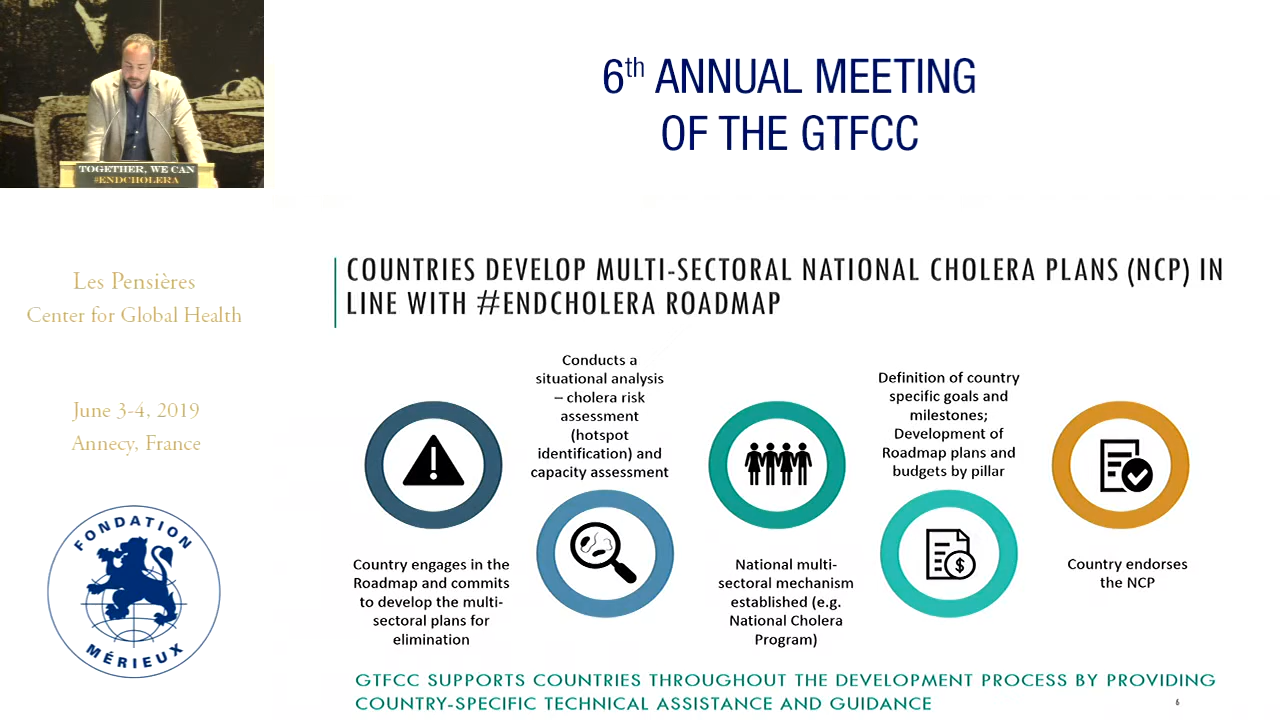 TOGETHER, WE CAN
#ENDCHOLERA
6th ANNUAL MEETING
OF THE GTFCC
Les Pensières
Center for Global Health
June 3-4, 2019
Annecy, France
FONDATION
MÉRIEUX
COUNTRIES DEVELOP MULTI-SECTORAL NATIONAL CHOLERA PLANS (NCP) IN
LINE WITH #ENDCHOLERA ROADMAP
Country engages in the
Roadmap and commits
to develop the multi-
sectoral plans for
elimination
Conducts a
situational analysis
– cholera risk
assessment
(hotspot
identification) and
capacity assessment
National multi-
sectoral mechanism
established (e.g.
National Cholera
Program)
Definition of country
specific goals and
milestones;
Development of
Roadmap plans and
budgets by pillar
$
Country endorses
the NCP
GTFCC SUPPORTS COUNTRIES THROUGHOUT THE DEVELOPMENT PROCESS BY PROVIDING
COUNTRY-SPECIFIC TECHNICAL ASSISTANCE AND GUIDANCE
6